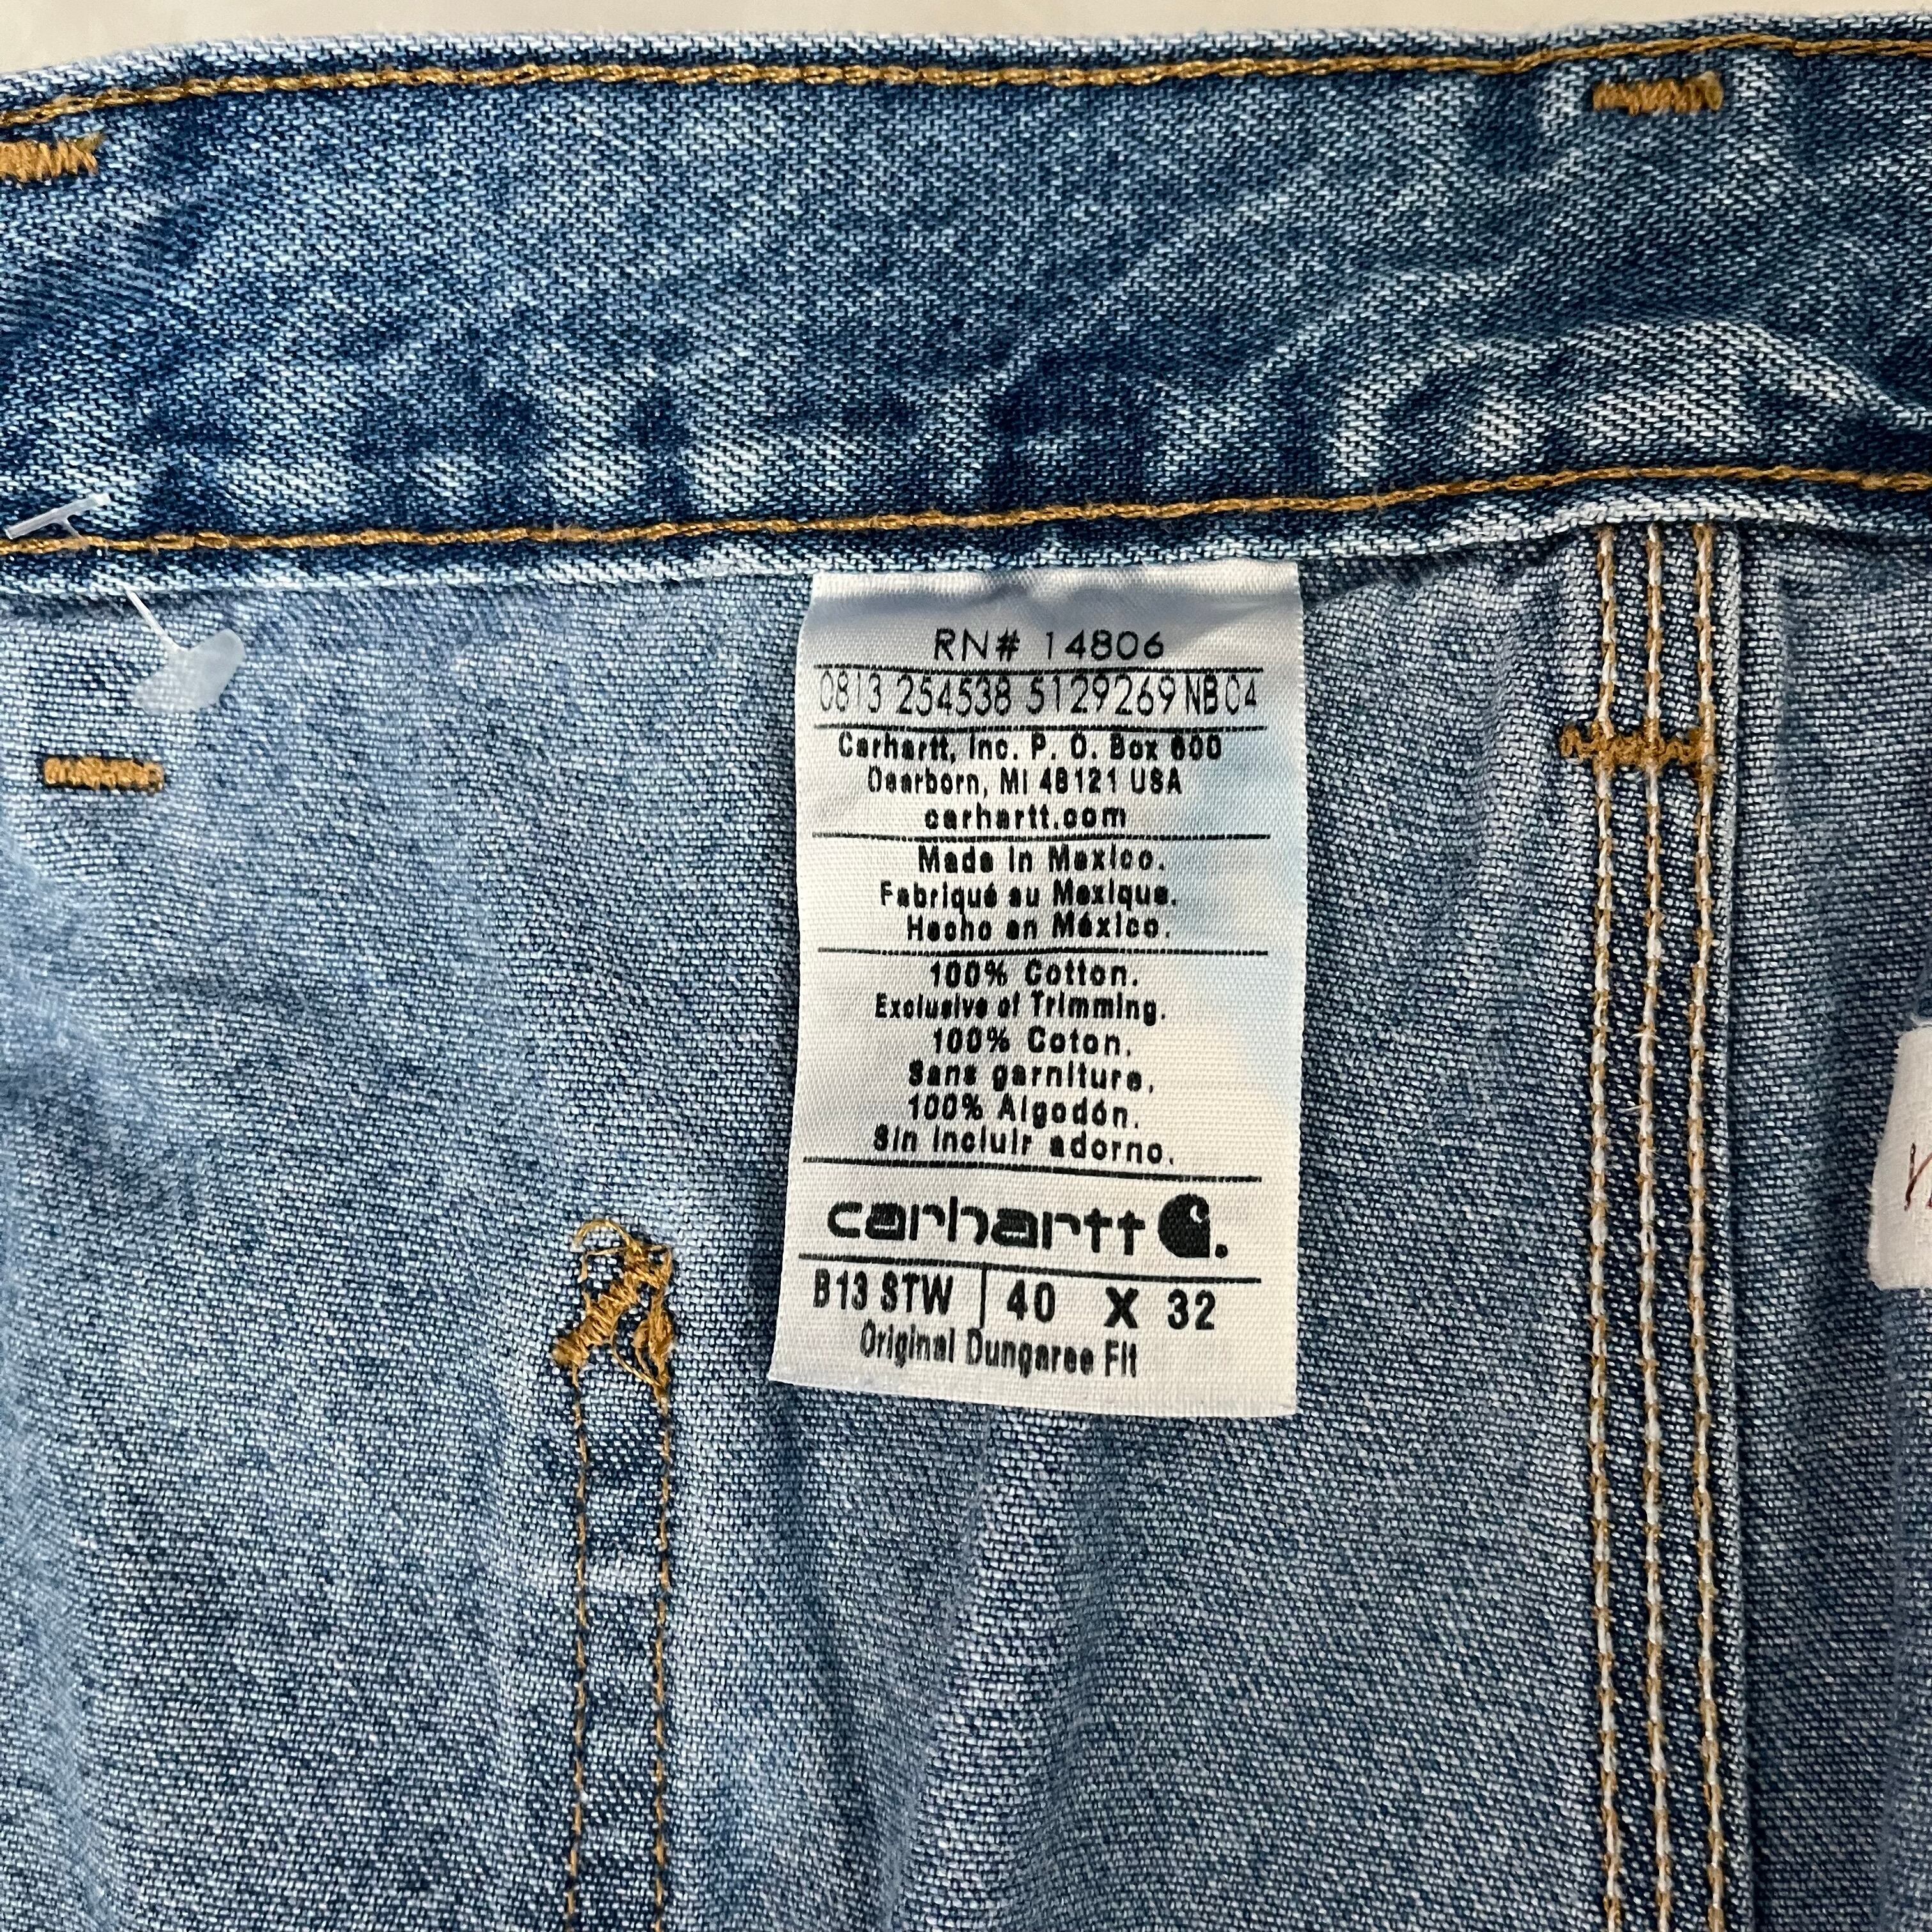 RN# 14806
0813 254538 5129269 NB 04
Carhartt, Inc. P. O. Box 600
Dearborn, MI 48121 USA
carhartt.com
Made in Mexico.
Fabriqué au Mexique.
Hecho en México.
100% Cotton.
Exclusive of Trimming.
100% Coton.
Sans garniture.
100% Algodón.
Sin incluir adorno.
carhartt
B13 STW | 40 X 32
Original Dungaree Fit